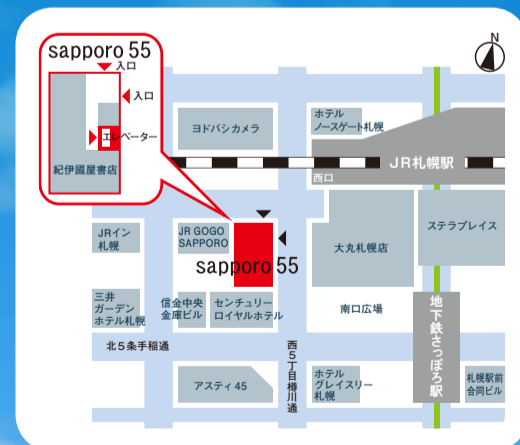 sapporo 55
入口
入口
エレベーター
紀伊國屋書店
N
ヨドバシカメラ
ホテル
ノースゲート札幌
JR札幌駅
西口
JRイン
札幌
JR GOGO
SAPPORO
sapporo 55
大丸札幌店
ステラプレイス
三井
ガーデン
ホテル札幌
信金中央
金庫ビル
センチュリー
ロイヤルホテル
南口広場
地下鉄さっぽろ駅
北5条手稲通
西5丁目樽川通
アスティ45
ホテル
グレイスリー
札幌
札幌駅前
合同ビル